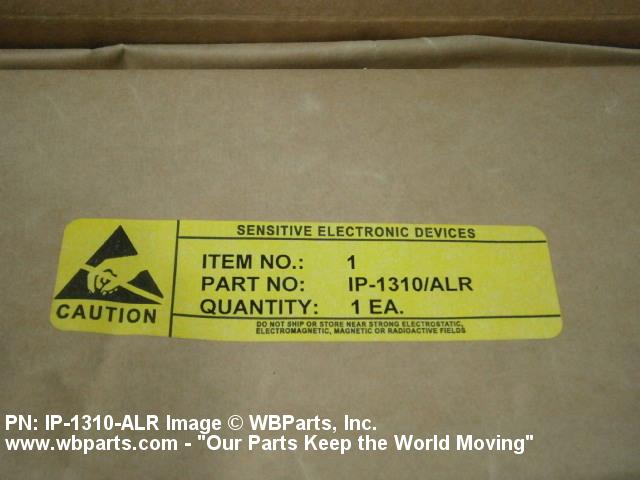 SENSITIVE ELECTRONIC DEVICES
ITEM NO.: 1
PART NO: IP-1310/ALR
QUANTITY: 1 EA.
CAUTION
DO NOT SHIP OR STORE NEAR STRONG ELECTROSTATIC,
ELECTROMAGNETIC, MAGNETIC OR RADIOACTIVE FIELDS
PN: IP-1310-ALR Image © WBParts, Inc.
www.wbparts.com - "Our Parts Keep the World Moving"